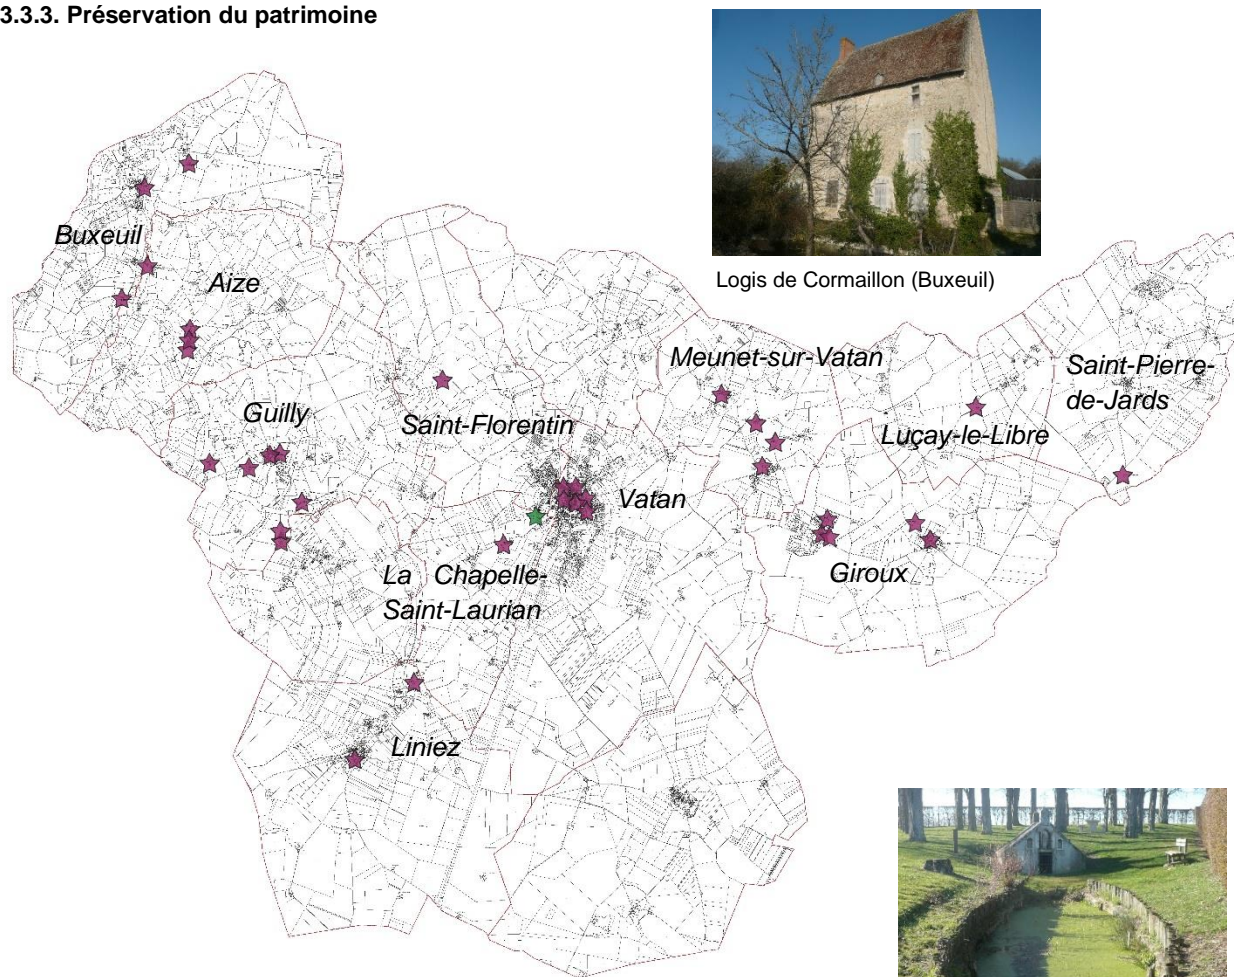 3.3.3. Préservation du patrimoine
Logis de Cormaillon (Buxeuil)
Buxeuil
Aize
Meunet-sur-Vatan
Saint-Pierre-
de-Jards
Guilly
Saint-Florentin
Luçay-le-Libre
Vatan
Giroux
La Chapelle-
Saint-Laurian
Liniez